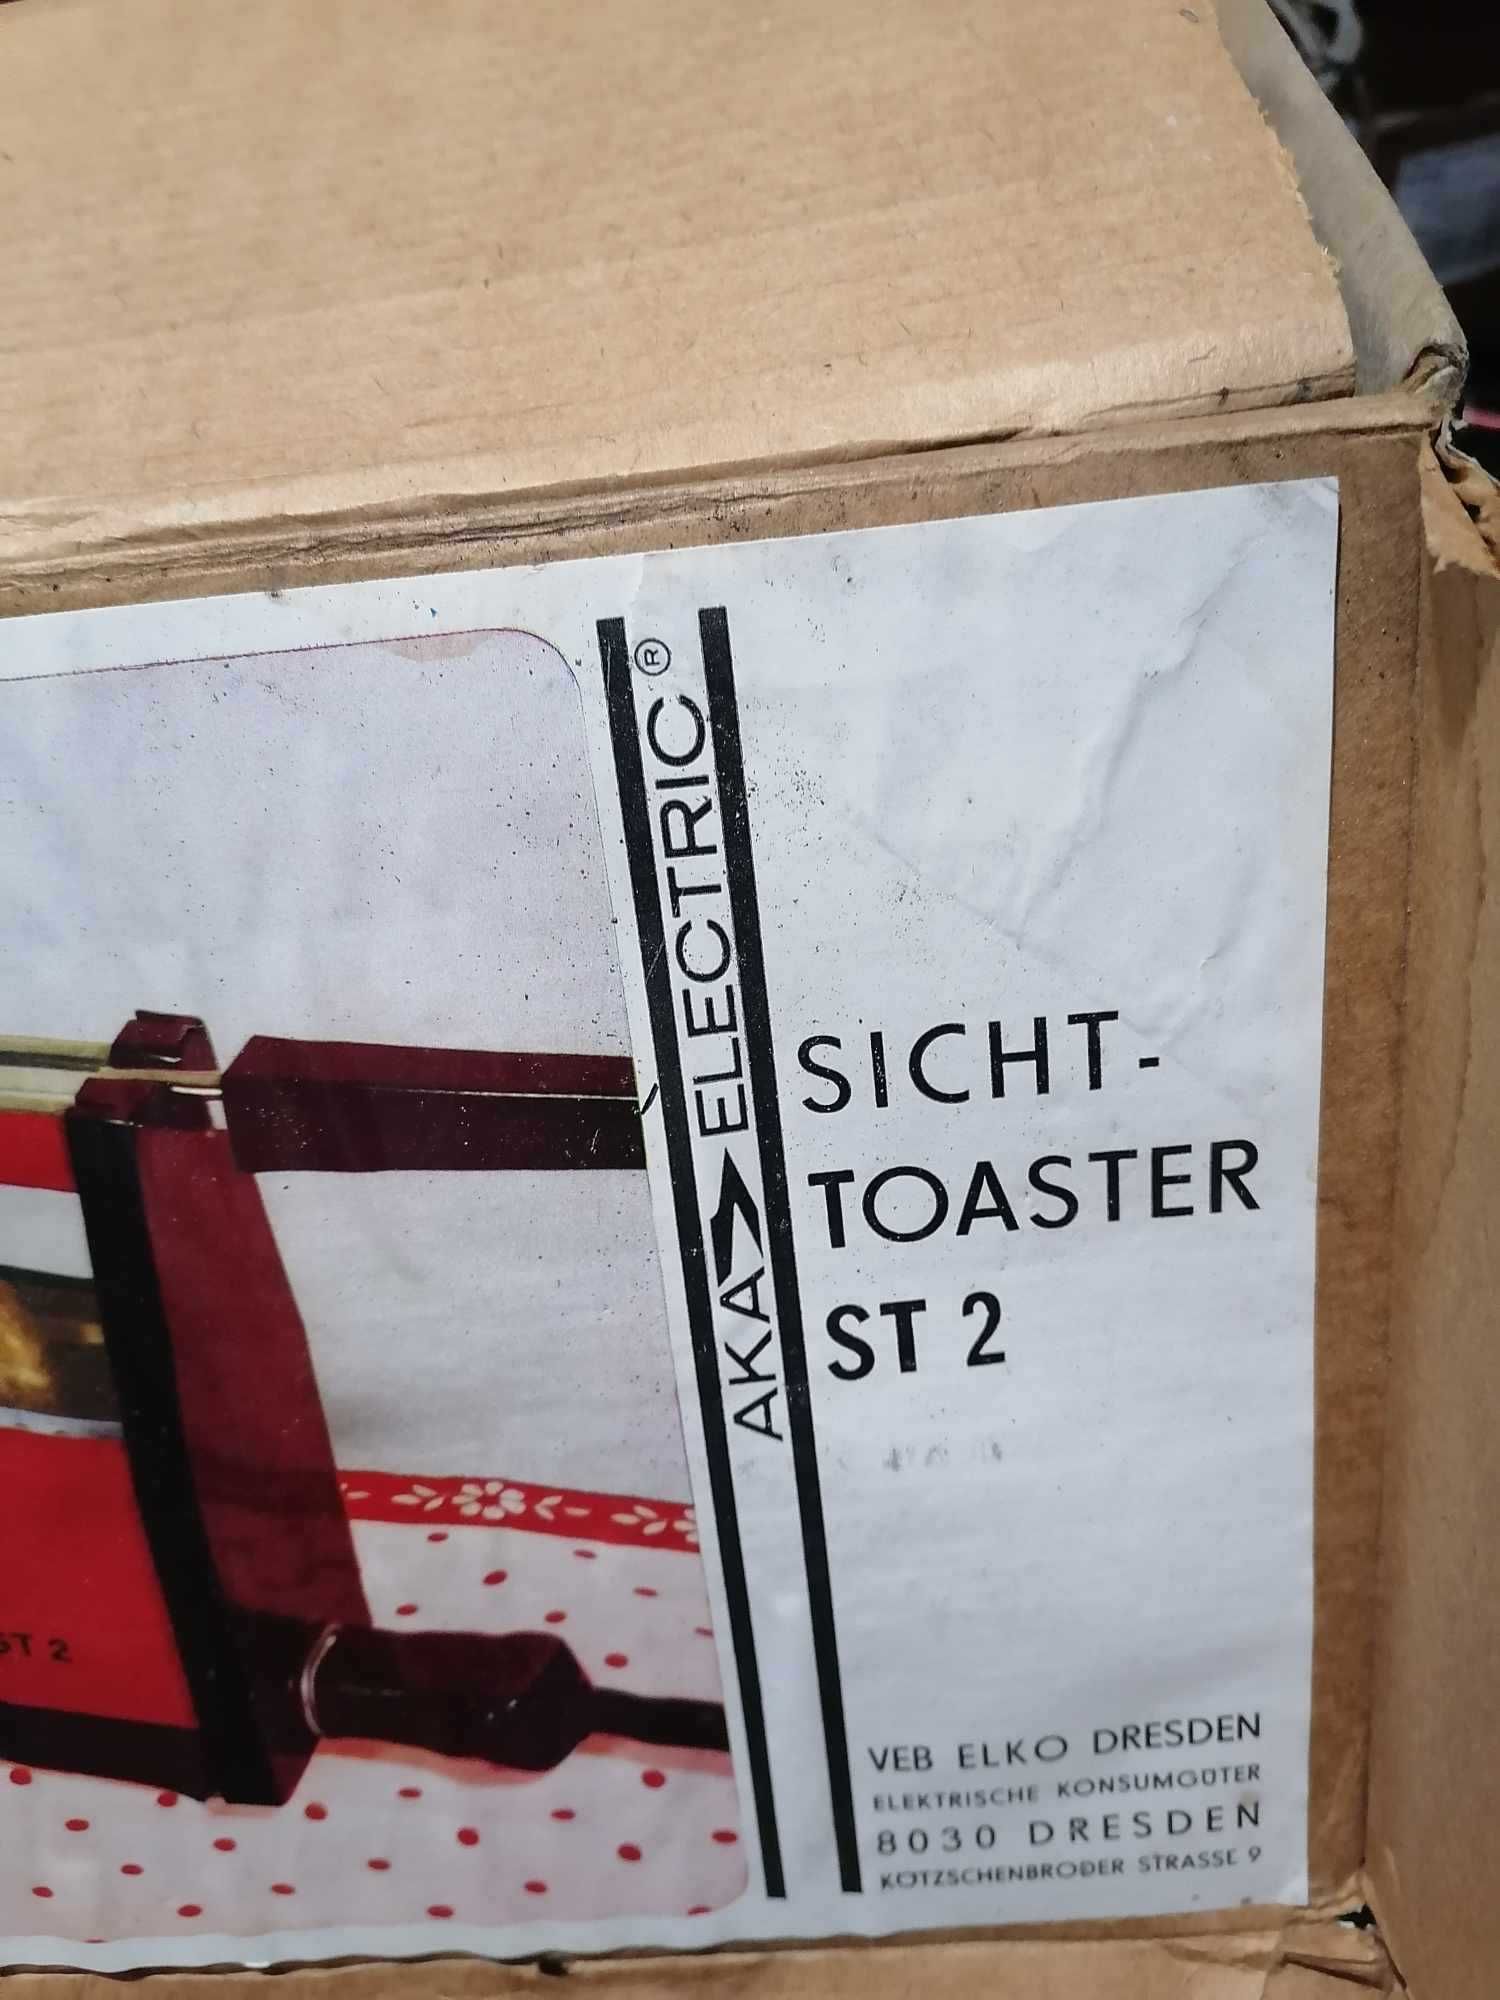 AKA ELECTRIC®
SICHT-
TOASTER
ST 2
ST 2
VEB ELKO DRESDEN
ELEKTRISCHE KONSUMGÜTER
8030 DRESDEN
KÖTZSCHENBRODER STRASSE 9